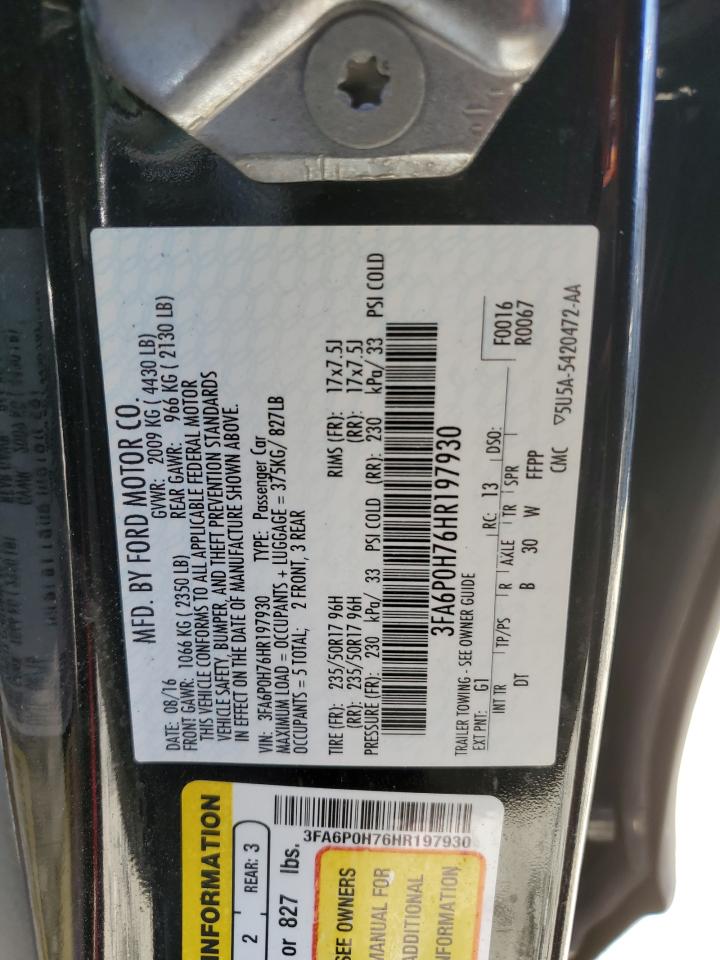 MFD. BY FORD MOTOR CO.
DATE: 08/16 GVWR: 2009 KG ( 4430 LB)
FRONT GAWR: 1066 KG ( 2350 LB) REAR GAWR: 966 KG ( 2130 LB)
THIS VEHICLE CONFORMS TO ALL APPLICABLE FEDERAL MOTOR
VEHICLE SAFETY, BUMPER, AND THEFT PREVENTION STANDARDS
IN EFFECT ON THE DATE OF MANUFACTURE SHOWN ABOVE.
VIN: 3FA6P0H76HR197930 TYPE: Passenger Car
MAXIMUM LOAD = OCCUPANTS + LUGGAGE = 375KG/ 827LB
OCCUPANTS = 5 TOTAL; 2 FRONT, 3 REAR
TIRE (FR): 235/50R17 96H RIMS (FR): 17x7.5J
(RR): 235/50R17 96H (RR): 17x7.5J
PRESSURE (FR): 230 kPa/ 33 PSI COLD (RR): 230 kPa/ 33 PSI COLD
3FA6P0H76HR197930
TRAILER TOWING - SEE OWNER GUIDE
EXT PNT: G1 RC: 13 DSO: F0016
R0067
INT TR TP/PS R AXLE TR SPR
DT B 30 W FFPP
CMC ▽5U5A-5420472-AA
INFORMATION
2 REAR: 3
or 827 lbs.
3FA6P0H76HR197930
SEE OWNERS
MANUAL FOR
ADDITIONAL
INFORMATION